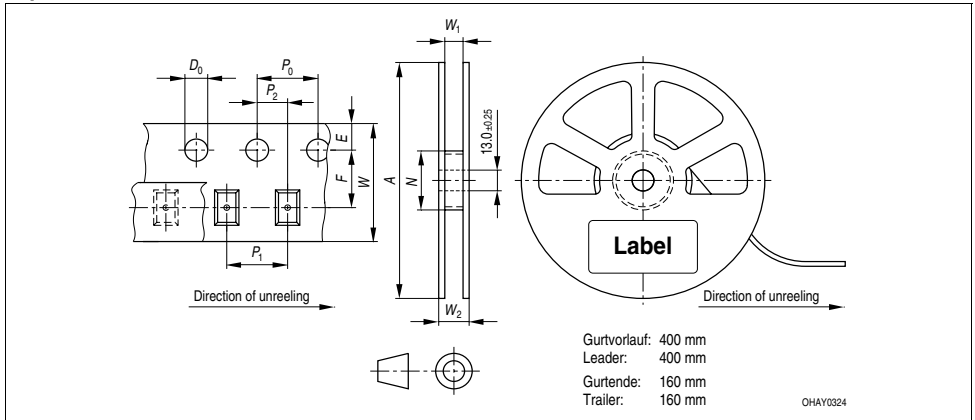 W1
D0
P0
P2
E
F
W
A
N
13.0 ±0.25
P1
Label
Direction of unreeling
W2
Direction of unreeling
Gurtvorlauf: 400 mm
Leader: 400 mm
Gurtende: 160 mm
Trailer: 160 mm
OHAY0324